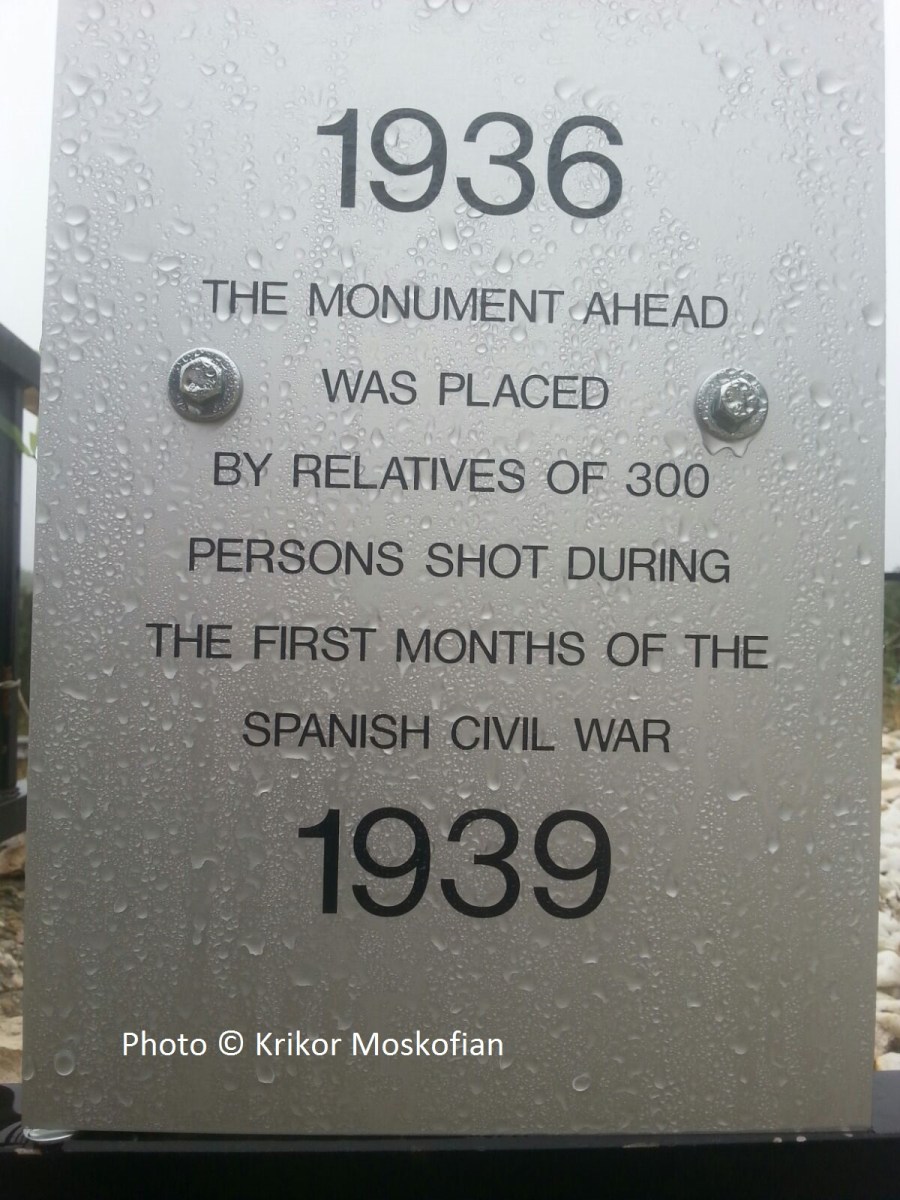 1936
THE MONUMENT AHEAD
WAS PLACED
BY RELATIVES OF 300
PERSONS SHOT DURING
THE FIRST MONTHS OF THE
SPANISH CIVIL WAR
1939
Photo © Krikor Moskofian